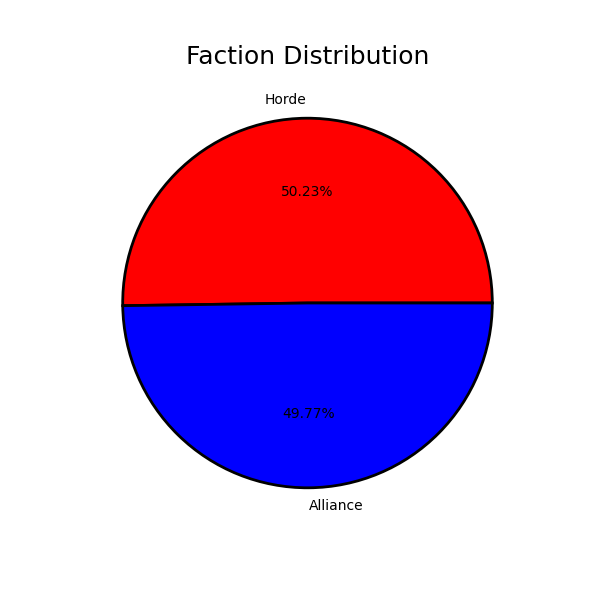 Faction Distribution
Horde
50.23%
49.77%
Alliance